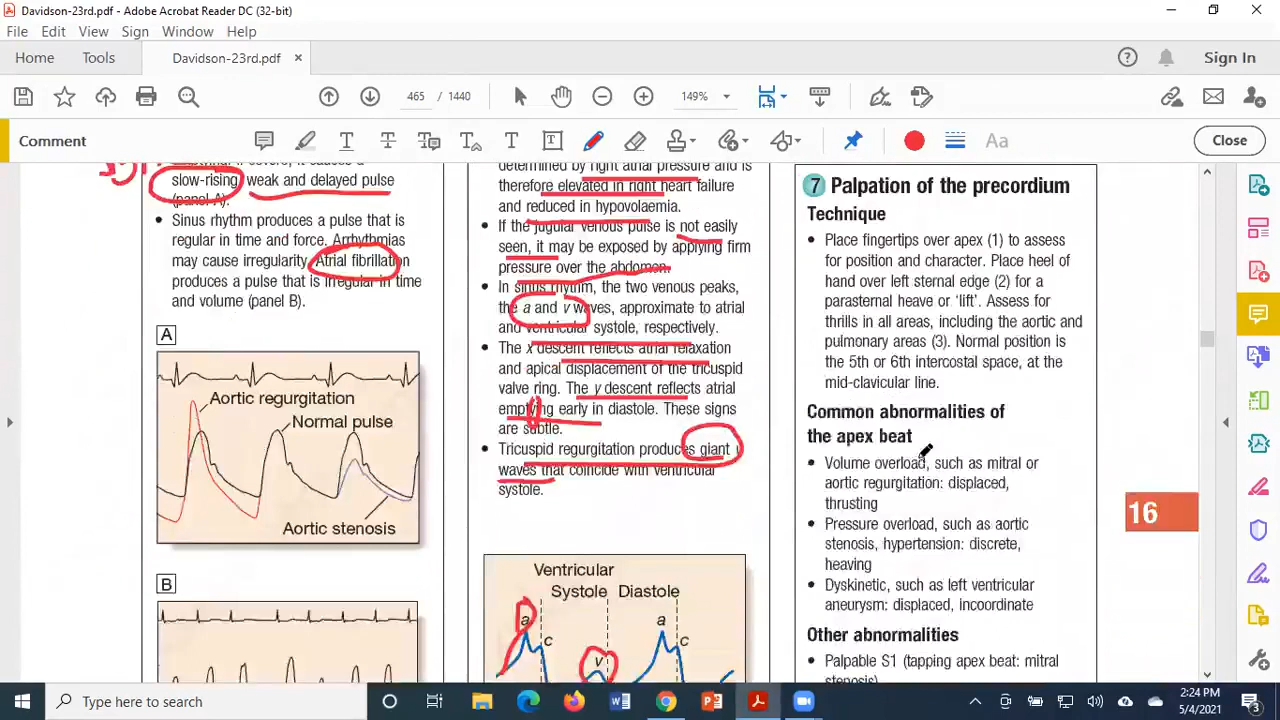 Davidson-23rd.pdf - Adobe Acrobat Reader DC (32-bit)
File Edit View Sign Window Help
Home Tools Davidson-23rd.pdf × Sign In
465 / 1440 149%
Comment Aa Close
slow-rising, weak and delayed pulse
(panel A).
• Sinus rhythm produces a pulse that is
regular in time and force. Arrhythmias
may cause irregularity. Atrial fibrillation
produces a pulse that is irregular in time
and volume (panel B).
A
Aortic regurgitation
Normal pulse
Aortic stenosis
B
determined by right atrial pressure and is
therefore elevated in right heart failure
and reduced in hypovolaemia.
• If the jugular venous pulse is not easily
seen, it may be exposed by applying firm
pressure over the abdomen.
• In sinus rhythm, the two venous peaks,
the a and v waves, approximate to atrial
and ventricular systole, respectively.
• The x descent reflects atrial relaxation
and apical displacement of the tricuspid
valve ring. The y descent reflects atrial
emptying early in diastole. These signs
are subtle.
• Tricuspid regurgitation produces giant v
waves that coincide with ventricular
systole.
Ventricular
Systole Diastole
a c v a c
7 Palpation of the precordium
Technique
• Place fingertips over apex (1) to assess
for position and character. Place heel of
hand over left sternal edge (2) for a
parasternal heave or ‘lift’. Assess for
thrills in all areas, including the aortic and
pulmonary areas (3). Normal position is
the 5th or 6th intercostal space, at the
mid-clavicular line.
Common abnormalities of
the apex beat
• Volume overload, such as mitral or
aortic regurgitation: displaced,
thrusting
• Pressure overload, such as aortic
stenosis, hypertension: discrete,
heaving
• Dyskinetic, such as left ventricular
aneurysm: displaced, incoordinate
Other abnormalities
• Palpable S1 (tapping apex beat: mitral
stenosis)
16
Type here to search
2:24 PM
5/4/2021
3